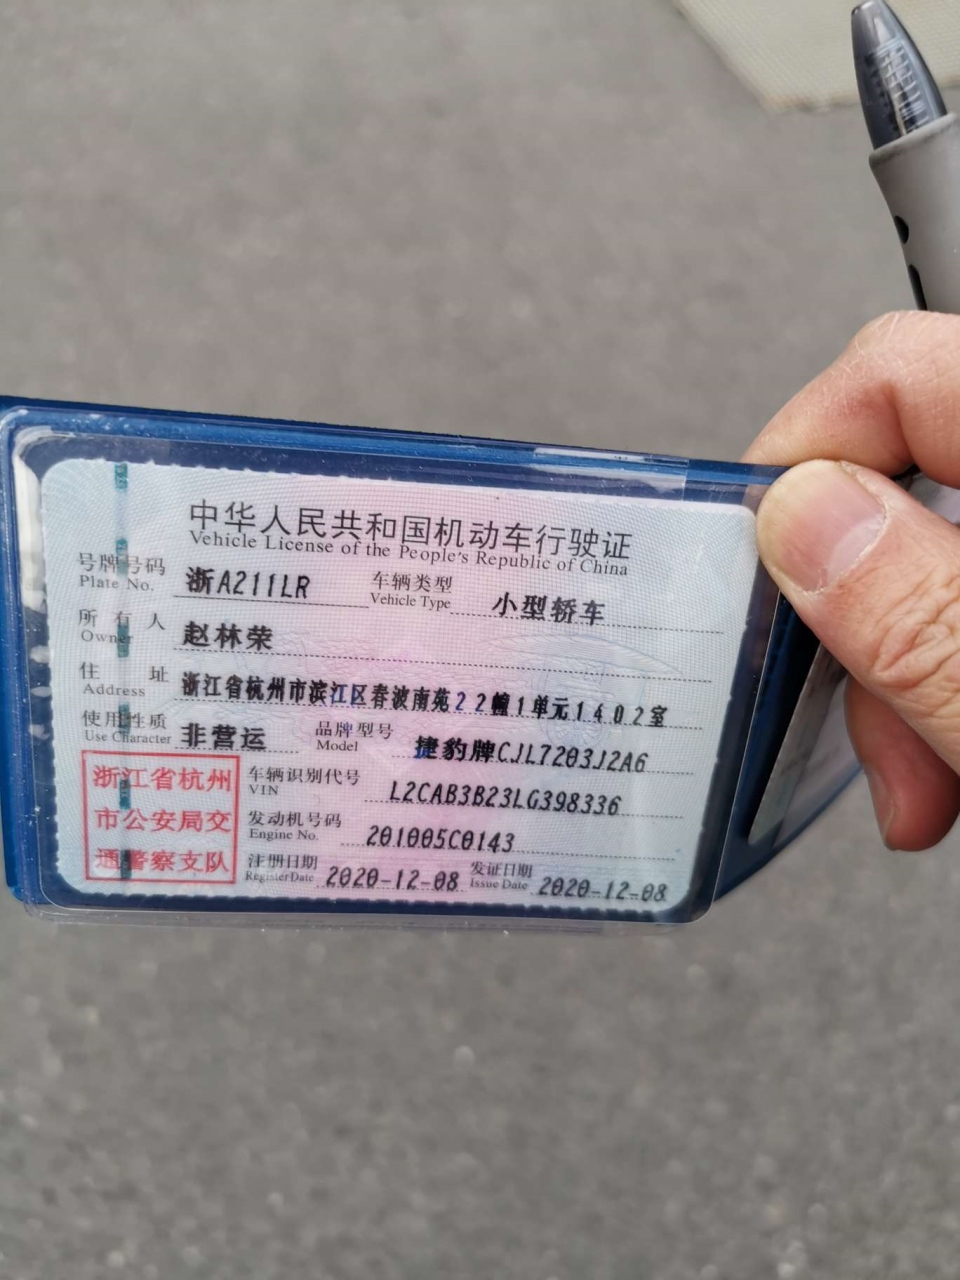 中华人民共和国机动车行驶证
Vehicle License of the People's Republic of China
号牌号码 浙A211LR 车辆类型 小型轿车
Plate No. Vehicle Type
所有人 赵林荣
Owner
住址 浙江省杭州市滨江区春波南苑22幢1单元1402室
Address
使用性质 非营运 品牌型号 捷豹牌CJL7203J2A6
Use Character Model
浙江省杭州
市公安局交
通警察支队
车辆识别代号 L2CAB3B23LG398336
VIN
发动机号码 201005C0143
Engine No.
注册日期 2020-12-08 发证日期 2020-12-08
Register Date Issue Date